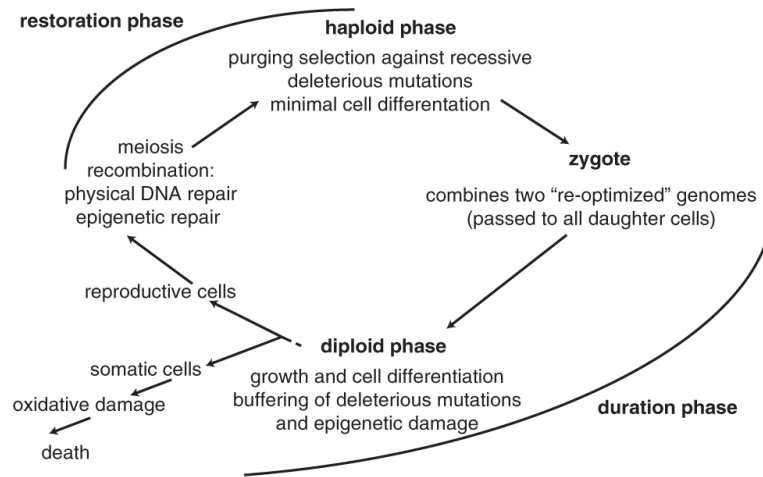 restoration phase
haploid phase
purging selection against recessive
deleterious mutations
minimal cell differentation
meiosis
recombination:
physical DNA repair
epigenetic repair
zygote
combines two “re-optimized” genomes
(passed to all daughter cells)
reproductive cells
diploid phase
growth and cell differentiation
buffering of deleterious mutations
and epigenetic damage
somatic cells
oxidative damage
death
duration phase